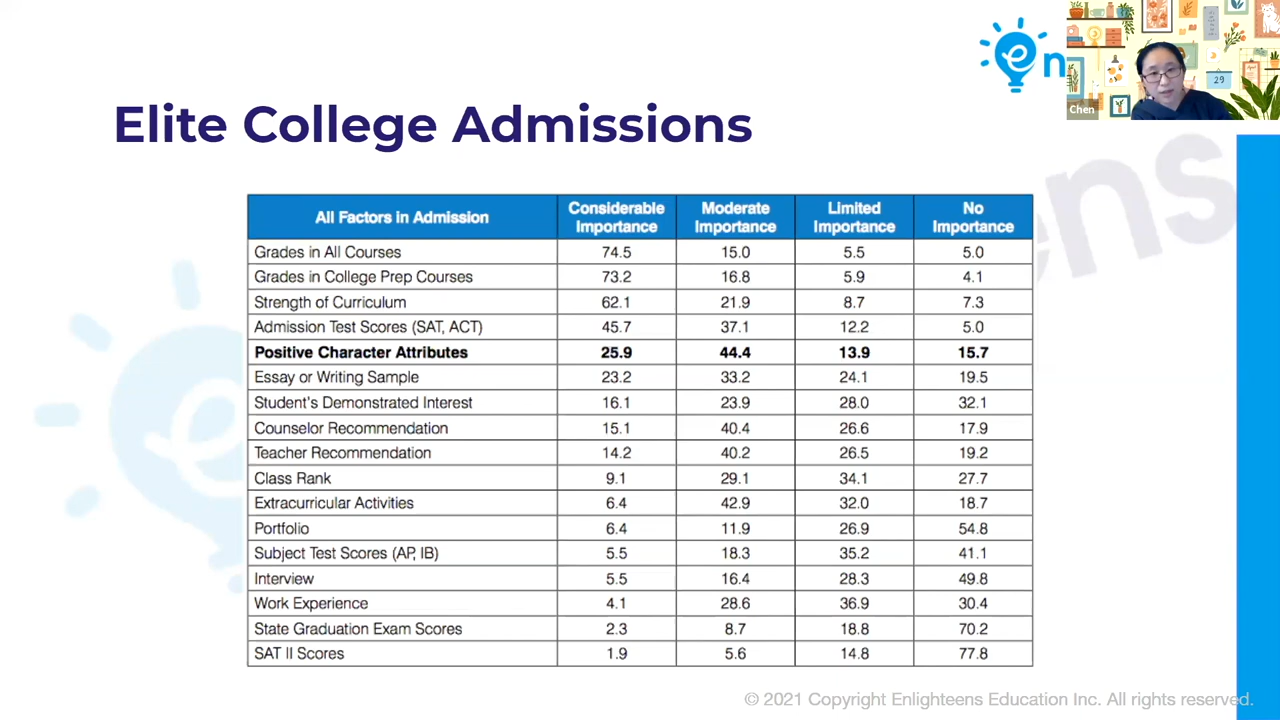 en
Chen
29
Elite College Admissions
ens
All Factors in Admission Considerable Importance Moderate Importance Limited Importance No Importance
Grades in All Courses 74.5 15.0 5.5 5.0
Grades in College Prep Courses 73.2 16.8 5.9 4.1
Strength of Curriculum 62.1 21.9 8.7 7.3
Admission Test Scores (SAT, ACT) 45.7 37.1 12.2 5.0
Positive Character Attributes 25.9 44.4 13.9 15.7
Essay or Writing Sample 23.2 33.2 24.1 19.5
Student's Demonstrated Interest 16.1 23.9 28.0 32.1
Counselor Recommendation 15.1 40.4 26.6 17.9
Teacher Recommendation 14.2 40.2 26.5 19.2
Class Rank 9.1 29.1 34.1 27.7
Extracurricular Activities 6.4 42.9 32.0 18.7
Portfolio 6.4 11.9 26.9 54.8
Subject Test Scores (AP, IB) 5.5 18.3 35.2 41.1
Interview 5.5 16.4 28.3 49.8
Work Experience 4.1 28.6 36.9 30.4
State Graduation Exam Scores 2.3 8.7 18.8 70.2
SAT II Scores 1.9 5.6 14.8 77.8
© 2021 Copyright Enlighteens Education Inc. All rights reserved.